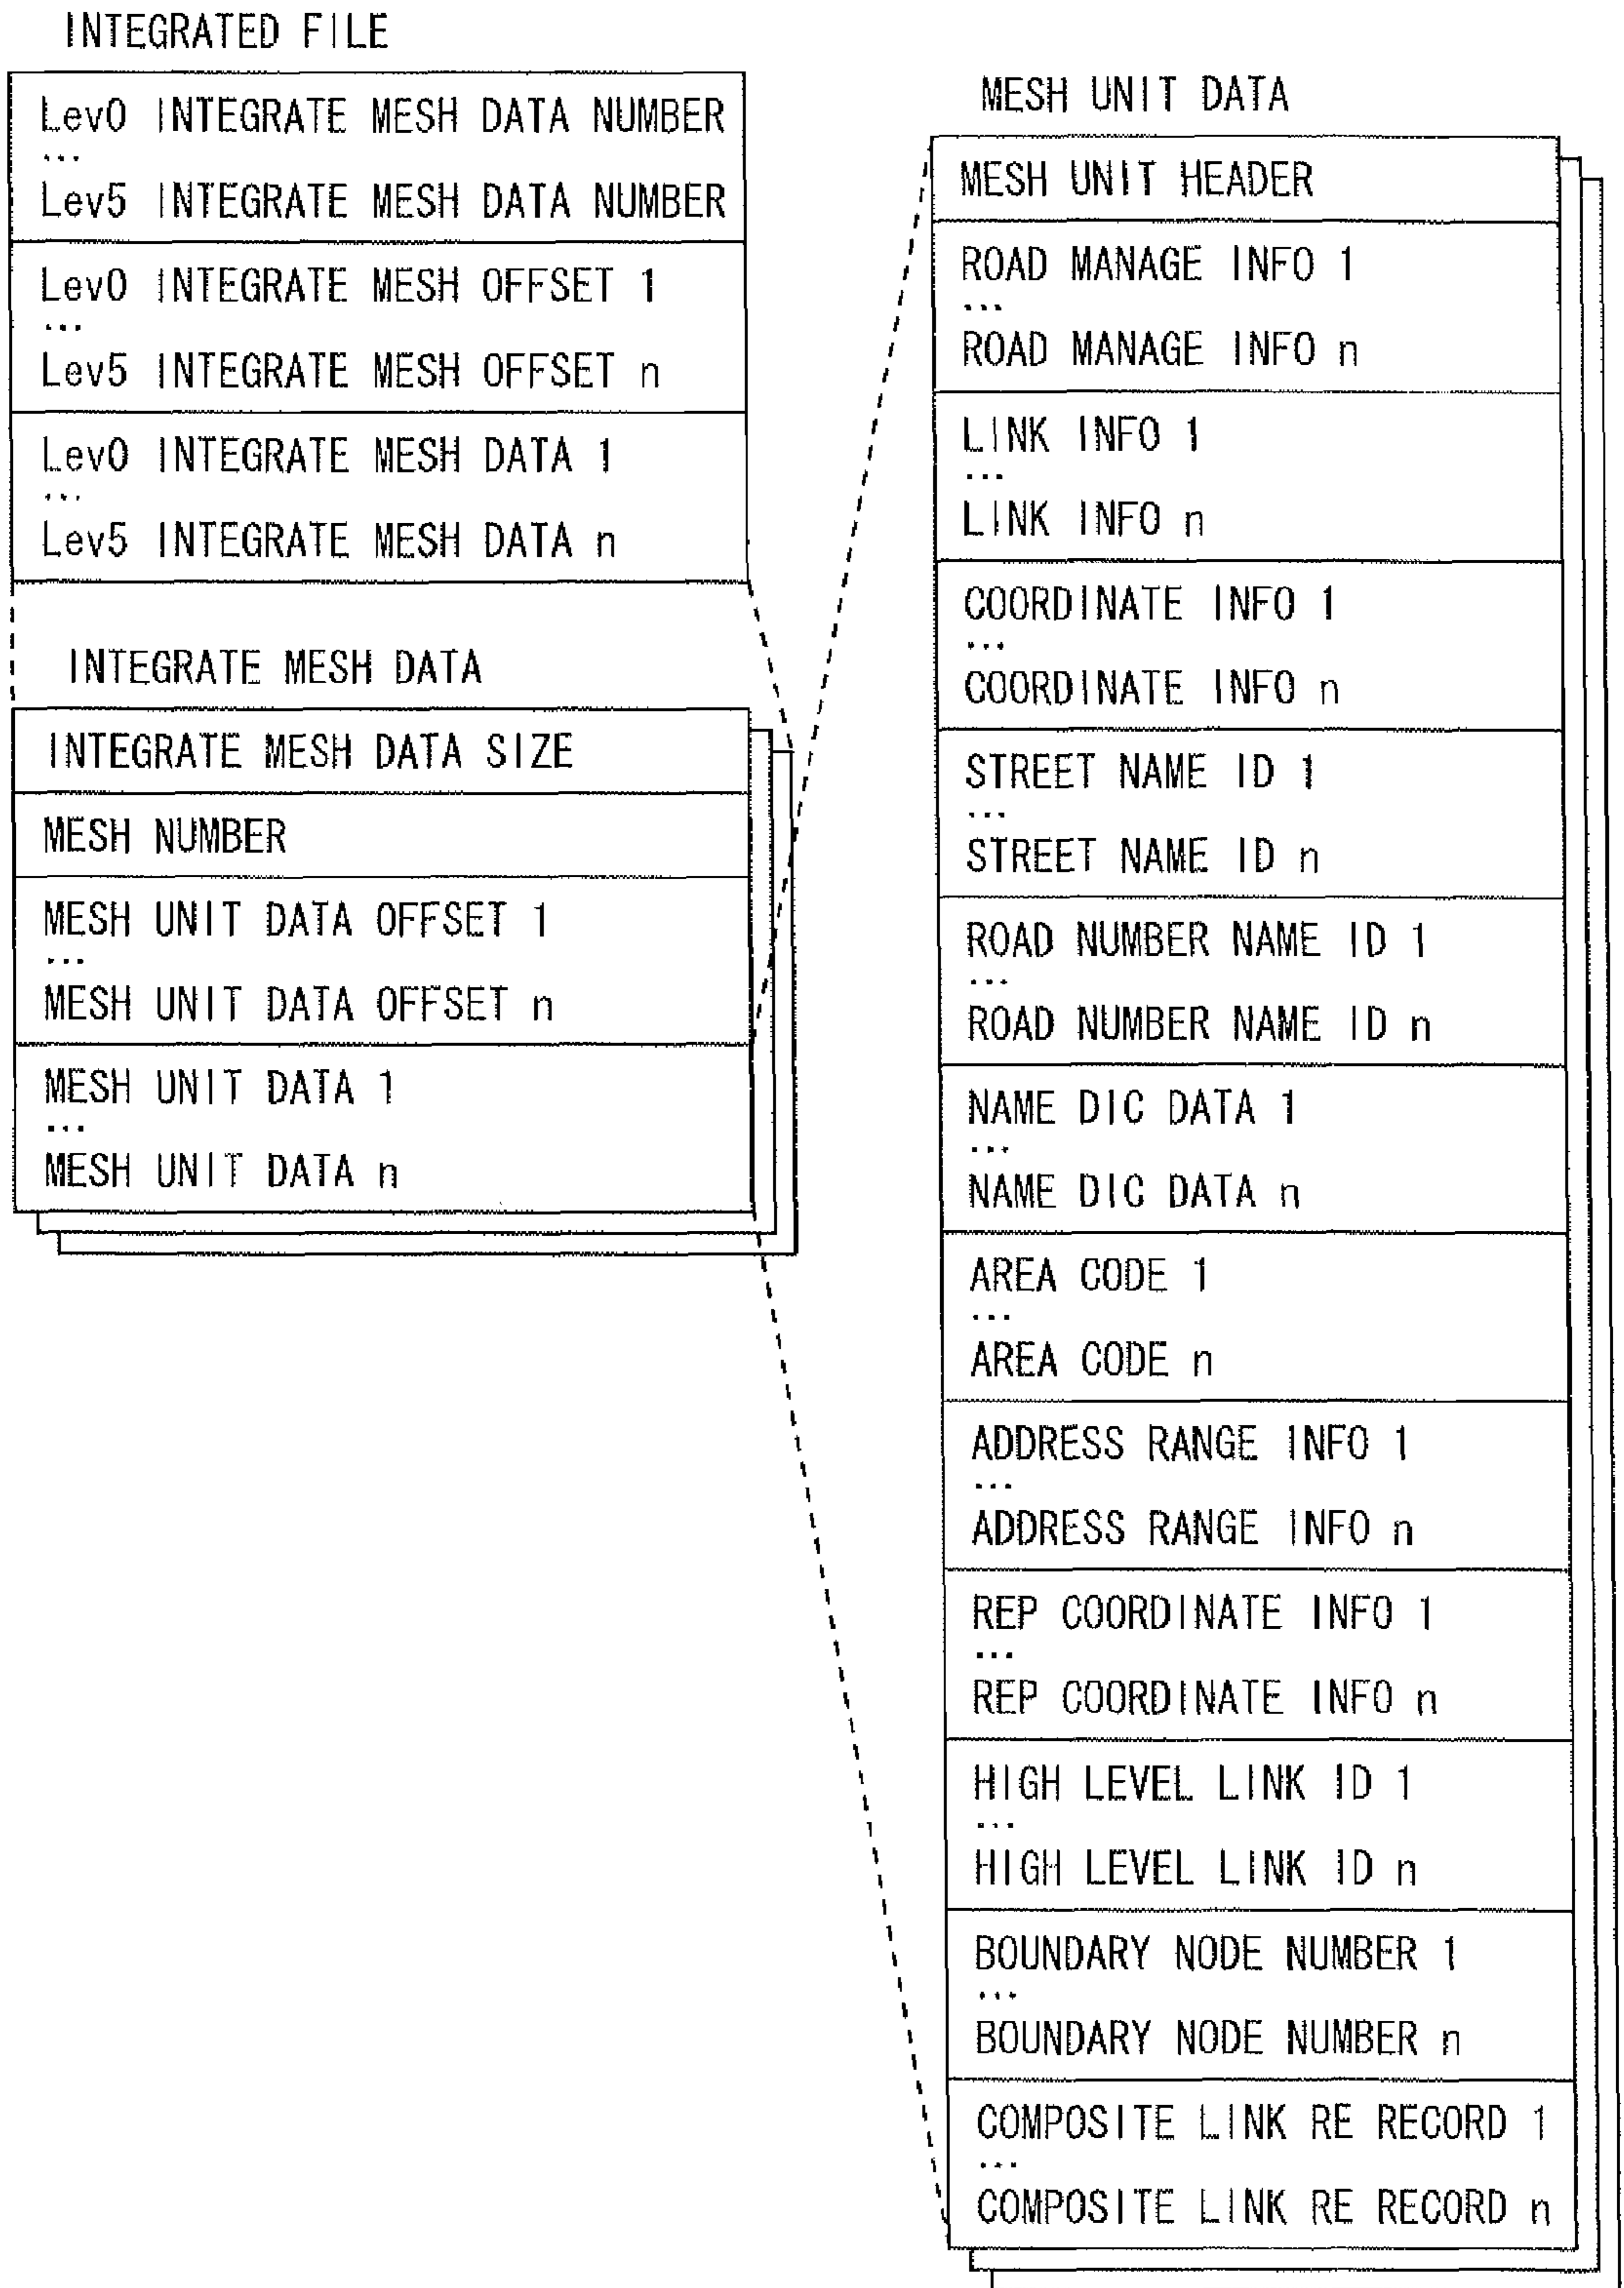 INTEGRATED FILE
Lev0 INTEGRATE MESH DATA NUMBER
...
Lev5 INTEGRATE MESH DATA NUMBER
Lev0 INTEGRATE MESH OFFSET 1
...
Lev5 INTEGRATE MESH OFFSET n
Lev0 INTEGRATE MESH DATA 1
...
Lev5 INTEGRATE MESH DATA n
INTEGRATE MESH DATA
INTEGRATE MESH DATA SIZE
MESH NUMBER
MESH UNIT DATA OFFSET 1
...
MESH UNIT DATA OFFSET n
MESH UNIT DATA 1
...
MESH UNIT DATA n
MESH UNIT DATA
MESH UNIT HEADER
ROAD MANAGE INFO 1
...
ROAD MANAGE INFO n
LINK INFO 1
...
LINK INFO n
COORDINATE INFO 1
...
COORDINATE INFO n
STREET NAME ID 1
...
STREET NAME ID n
ROAD NUMBER NAME ID 1
...
ROAD NUMBER NAME ID n
NAME DIC DATA 1
...
NAME DIC DATA n
AREA CODE 1
...
AREA CODE n
ADDRESS RANGE INFO 1
...
ADDRESS RANGE INFO n
REP COORDINATE INFO 1
...
REP COORDINATE INFO n
HIGH LEVEL LINK ID 1
...
HIGH LEVEL LINK ID n
BOUNDARY NODE NUMBER 1
...
BOUNDARY NODE NUMBER n
COMPOSITE LINK RE RECORD 1
...
COMPOSITE LINK RE RECORD n